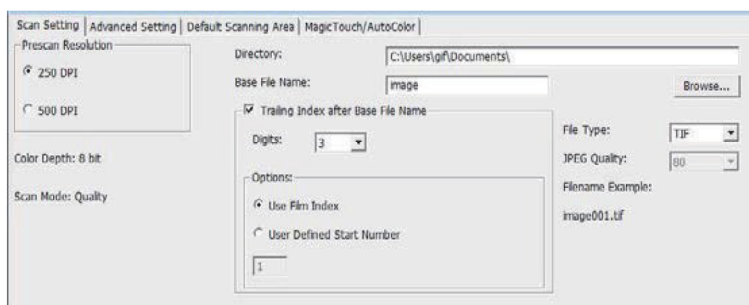 Scan Setting Advanced Setting Default Scanning Area MagicTouch/AutoColor
Prescan Resolution
250 DPI
500 DPI
Color Depth: 8 bit
Scan Mode: Quality
Directory: C:\Users\gif\Documents\
Base File Name: image
Browse...
Trailing Index after Base File Name
Digits: 3
Options:
Use Film Index
User Defined Start Number
1
File Type: TIF
JPEG Quality: 80
Filename Example:
image001.tif